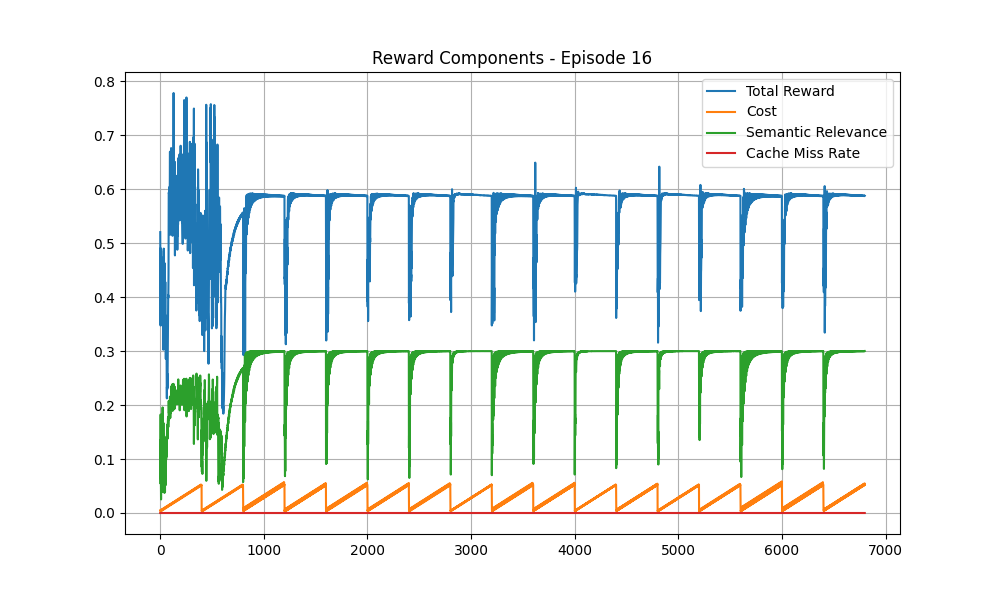 Reward Components - Episode 16
Total Reward
Cost
Semantic Relevance
Cache Miss Rate
0.8
0.7
0.6
0.5
0.4
0.3
0.2
0.1
0.0
0 1000 2000 3000 4000 5000 6000 7000